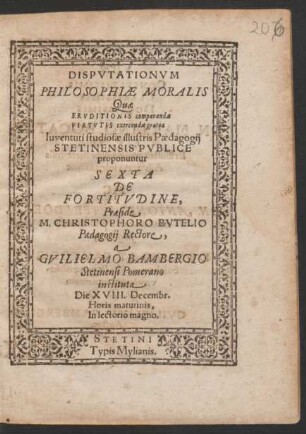 206
DISPVTATIONVM
PHILOSOPHIÆ MORALIS
Quæ
ERVDITIONIS comparandæ
VIRTVTIS exercendæ gratia
Iuventuti studiosæ illustris Pædagogij
STETINENSIS PVBLICE
proponuntur
SEXTA
DE
FORTITVDINE,
Præside
M. CHRISTOPHORO BVTELIO
Pædagogij Rectore,
a
GVILIELMO BAMBERGIO
Stetinensi Pomerano
instituta
Die XVIII. Decembr.
Horis matutinis,
In lectorio magno.
STETINI
Typis Mylianis.